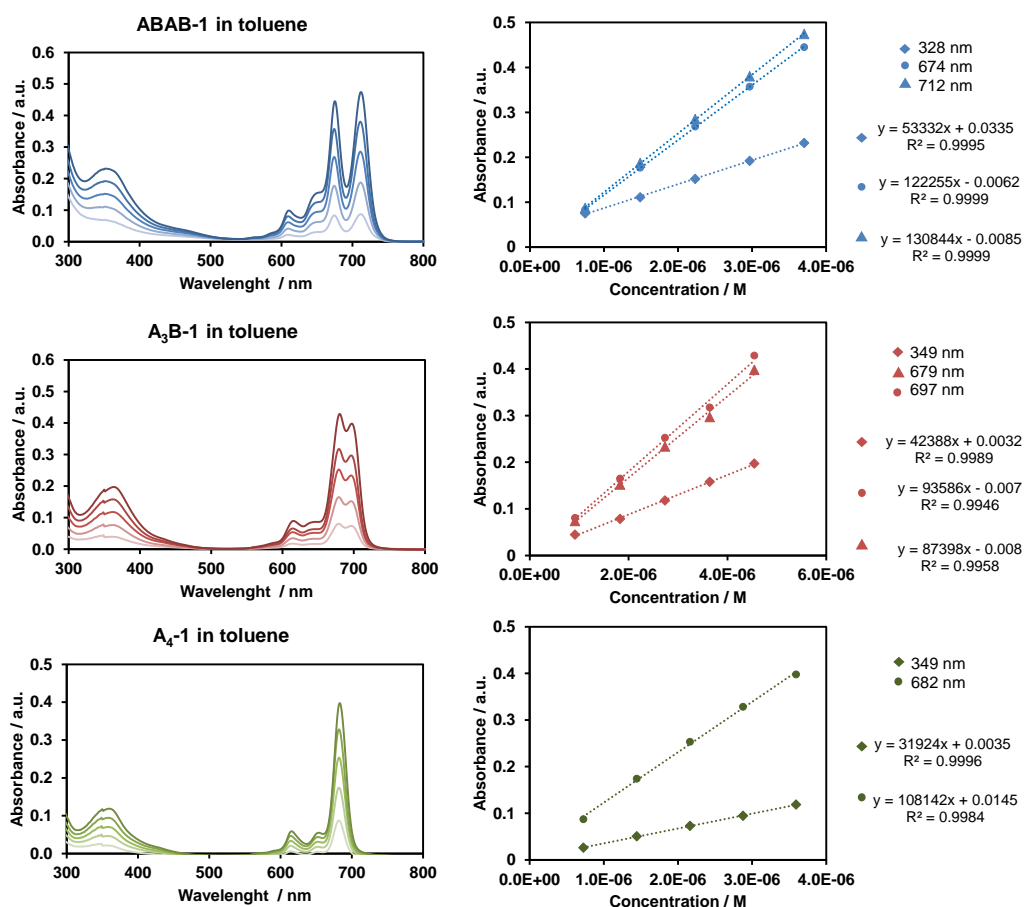 ABAB-1 in toluene
Absorbance / a.u.
0.6
0.5
0.4
0.3
0.2
0.1
0.0
300 400 500 600 700 800
Wavelenght / nm
Absorbance / a.u.
0.5
0.4
0.3
0.2
0.1
0
0.0E+00 1.0E-06 2.0E-06 3.0E-06 4.0E-06
Concentration / M
328 nm
674 nm
712 nm
y = 53332x + 0.0335
R² = 0.9995
y = 122255x - 0.0062
R² = 0.9999
y = 130844x - 0.0085
R² = 0.9999
A₃B-1 in toluene
Absorbance / a.u.
0.6
0.5
0.4
0.3
0.2
0.1
0.0
300 400 500 600 700 800
Wavelenght / nm
Absorbance / a.u.
0.5
0.4
0.3
0.2
0.1
0
0.0E+00 2.0E-06 4.0E-06 6.0E-06
Concentration / M
349 nm
679 nm
697 nm
y = 42388x + 0.0032
R² = 0.9989
y = 93586x - 0.007
R² = 0.9946
y = 87398x - 0.008
R² = 0.9958
A₄-1 in toluene
Absorbance / a.u.
0.5
0.4
0.3
0.2
0.1
0.0
300 400 500 600 700 800
Wavelenght / nm
Absorbance / a.u.
0.5
0.4
0.3
0.2
0.1
0
0.0E+00 1.0E-06 2.0E-06 3.0E-06 4.0E-06
Concentration / M
349 nm
682 nm
y = 31924x + 0.0035
R² = 0.9996
y = 108142x + 0.0145
R² = 0.9984